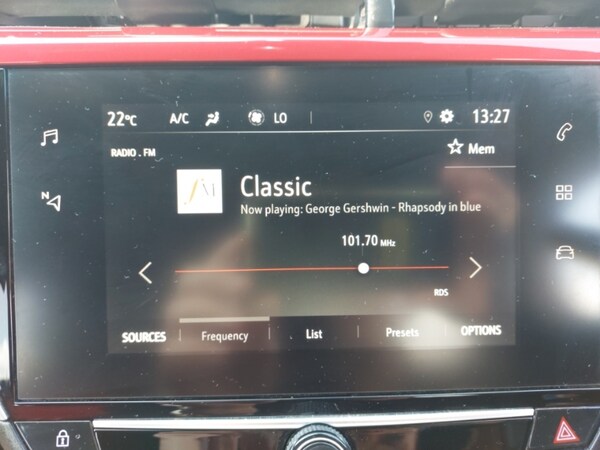 22°C A/C LO 13:27
RADIO . FM
Mem
fM
Classic
Now playing: George Gershwin - Rhapsody in blue
101.70 MHz
RDS
SOURCES Frequency List Presets OPTIONS
N